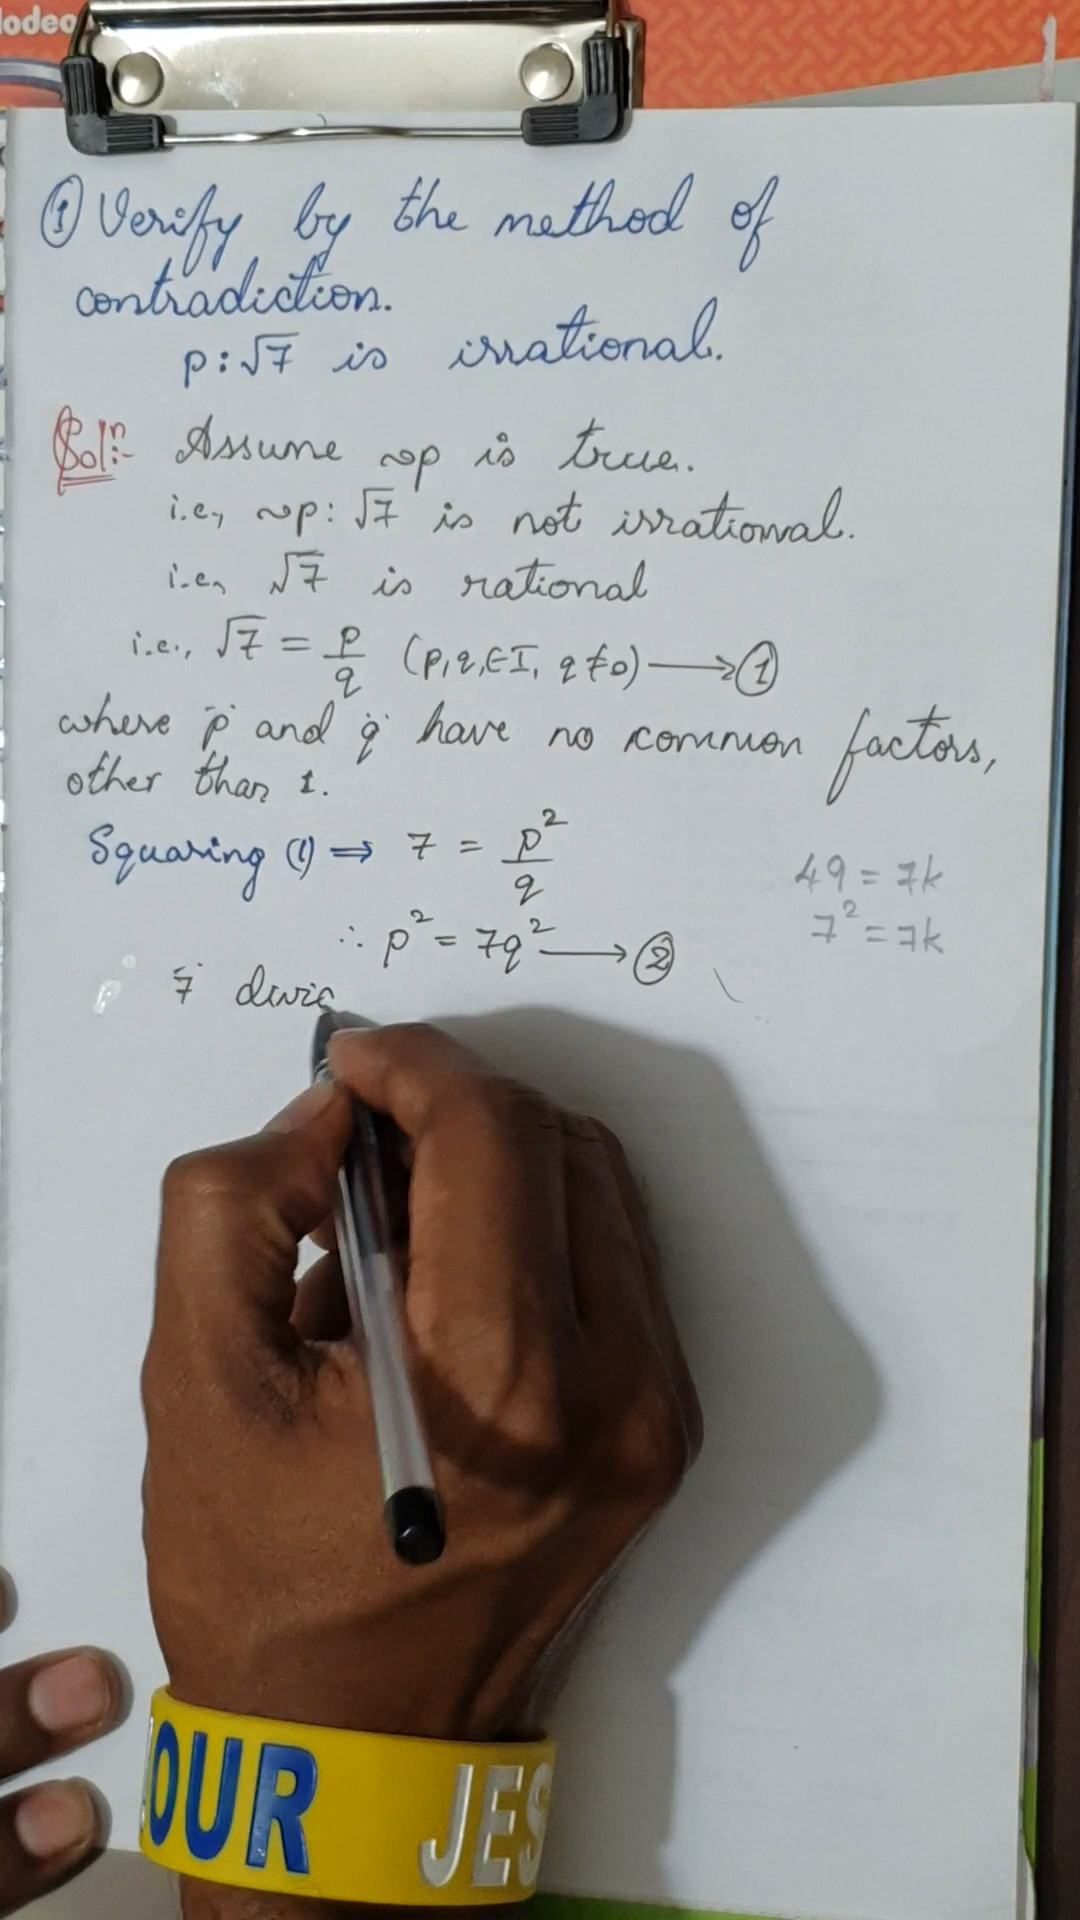 ① Verify by the method of
contradiction.
p : √7 is irrational.
Solⁿ:- Assume ~p is true.
i.e., ~p : √7 is not irrational.
i.e., √7 is rational
i.e., √7 = p/q (p,q,∈I, q≠0) ⟶ ①
where 'p' and 'q' have no common factors,
other than 1.
Squaring (1) ⇒ 7 = p²/q
∴ p² = 7q² ⟶ ②
49 = 7k
7² = 7k
7 divid
OUR JES